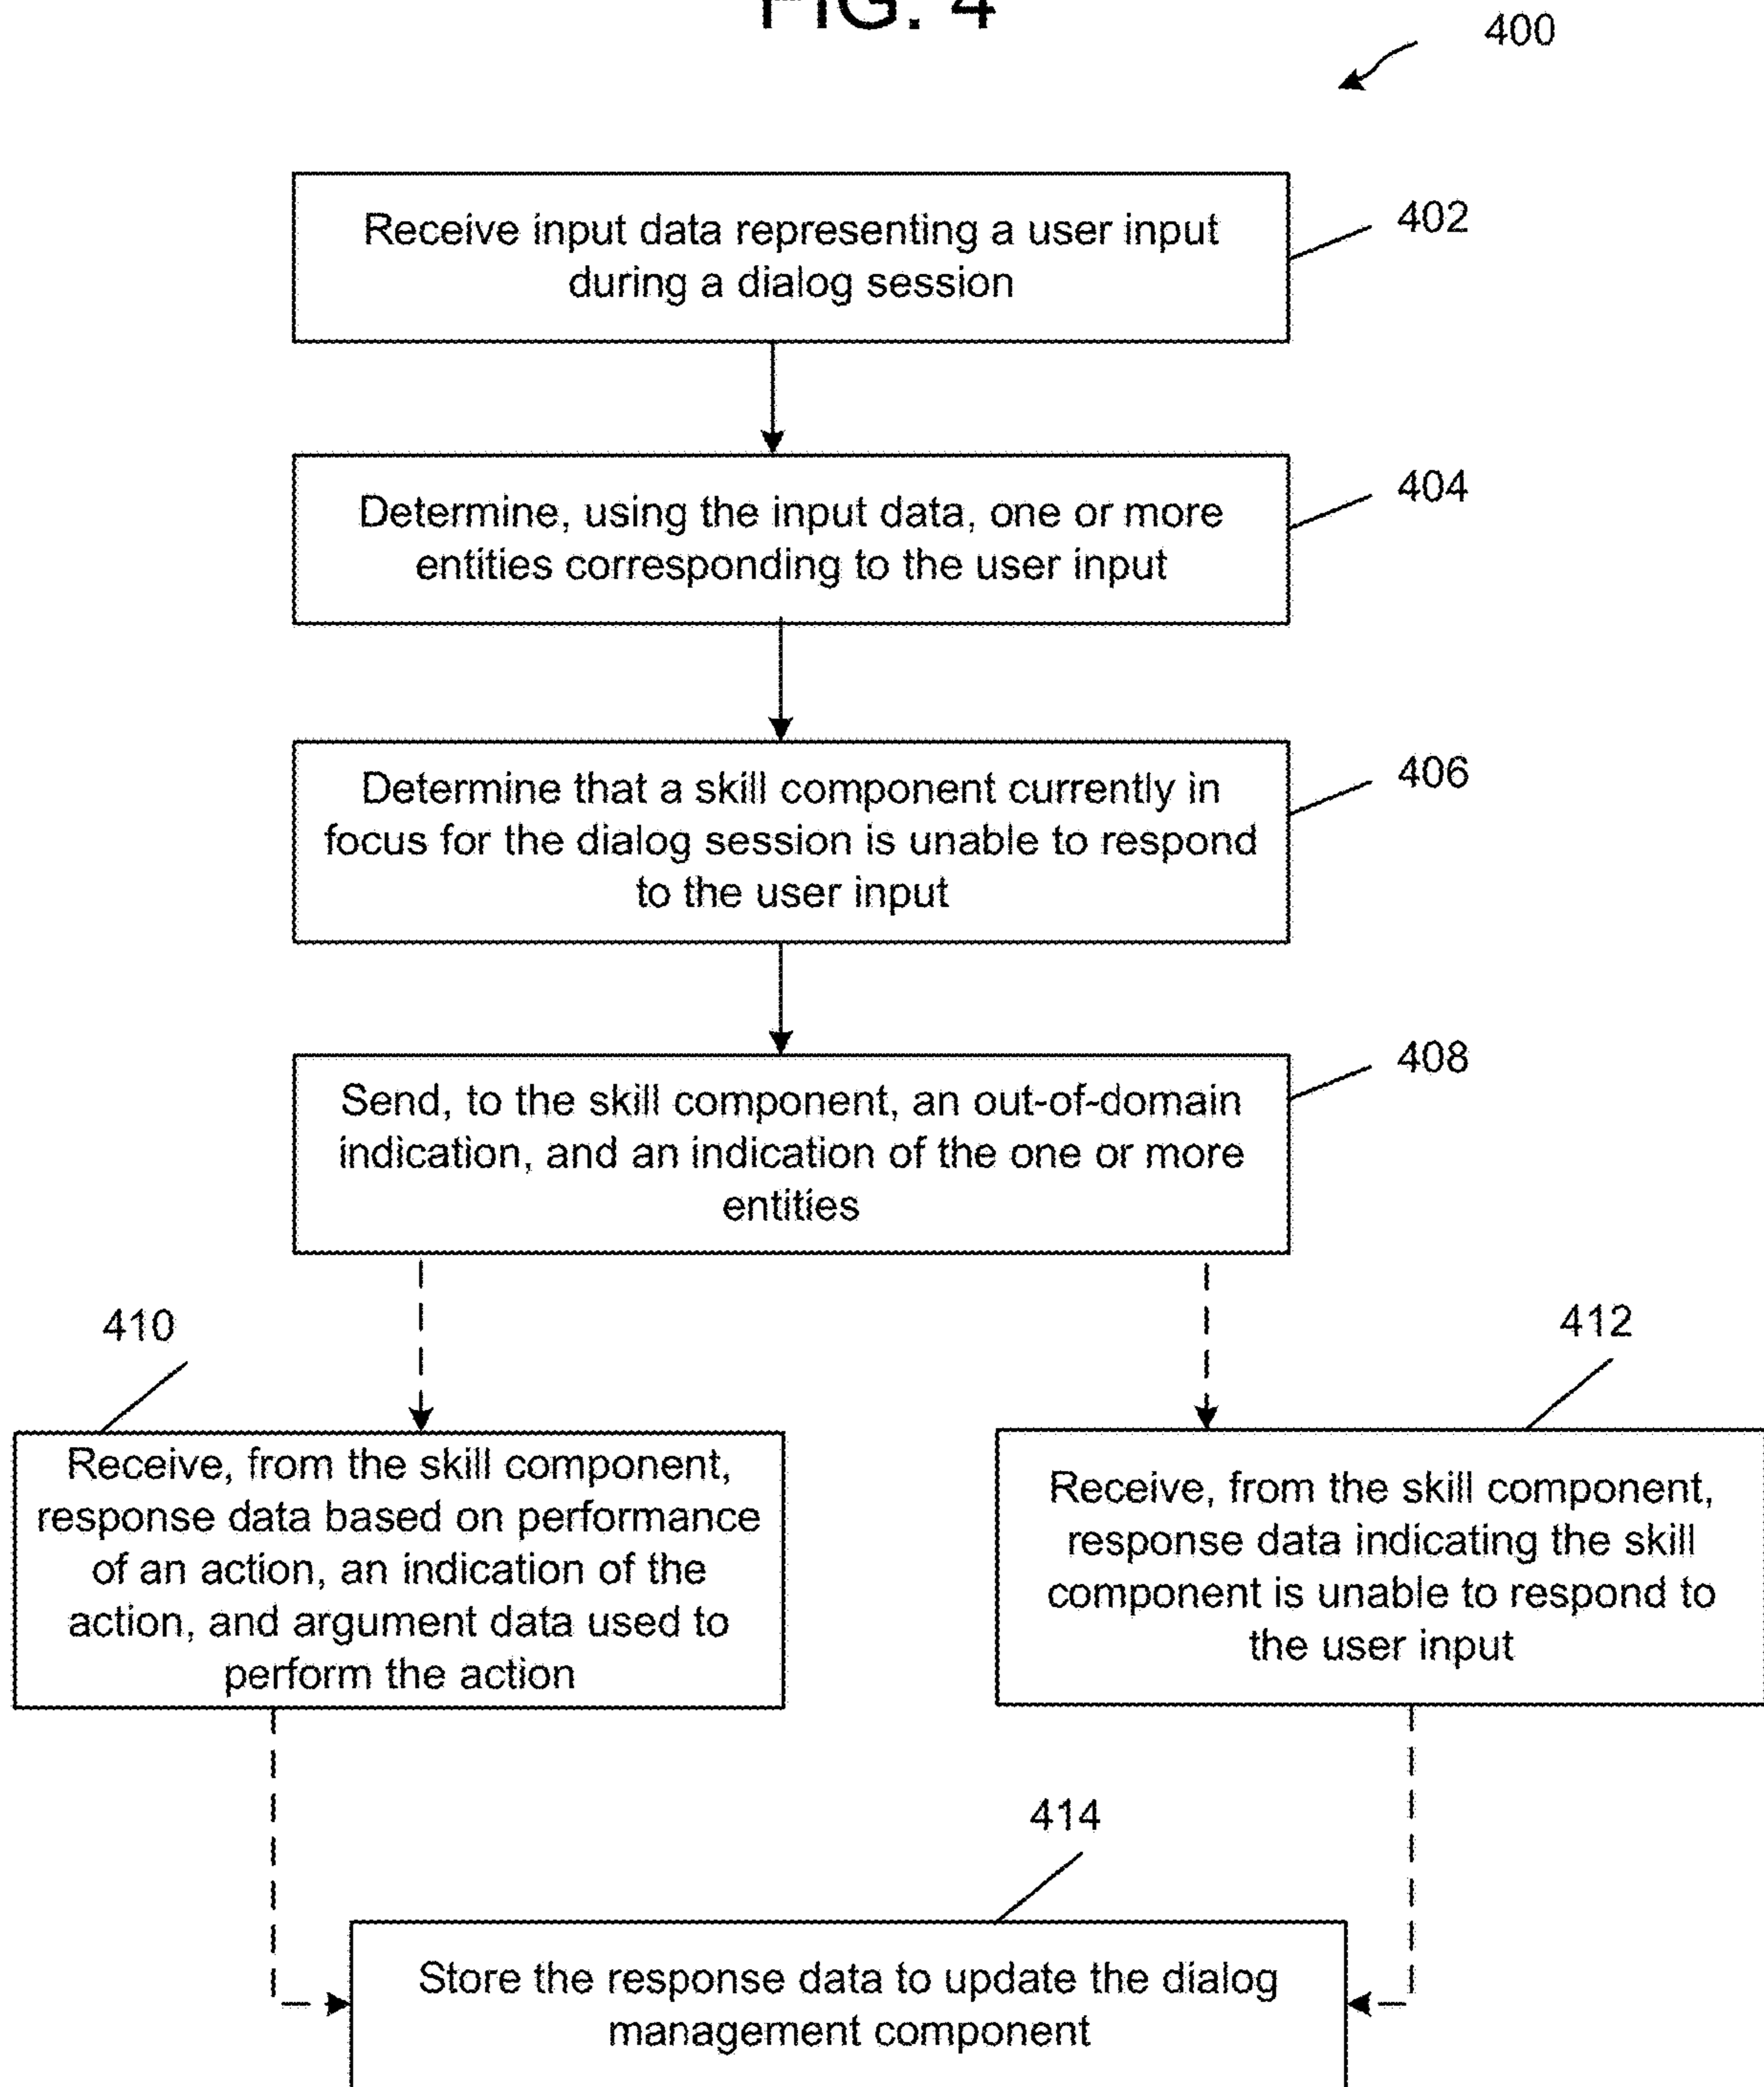 FIG. 4
400
Receive input data representing a user input
during a dialog session
402
Determine, using the input data, one or more
entities corresponding to the user input
404
Determine that a skill component currently in
focus for the dialog session is unable to respond
to the user input
406
Send, to the skill component, an out-of-domain
indication, and an indication of the one or more
entities
408
410
Receive, from the skill component,
response data based on performance
of an action, an indication of the
action, and argument data used to
perform the action
412
Receive, from the skill component,
response data indicating the skill
component is unable to respond to
the user input
414
Store the response data to update the dialog
management component